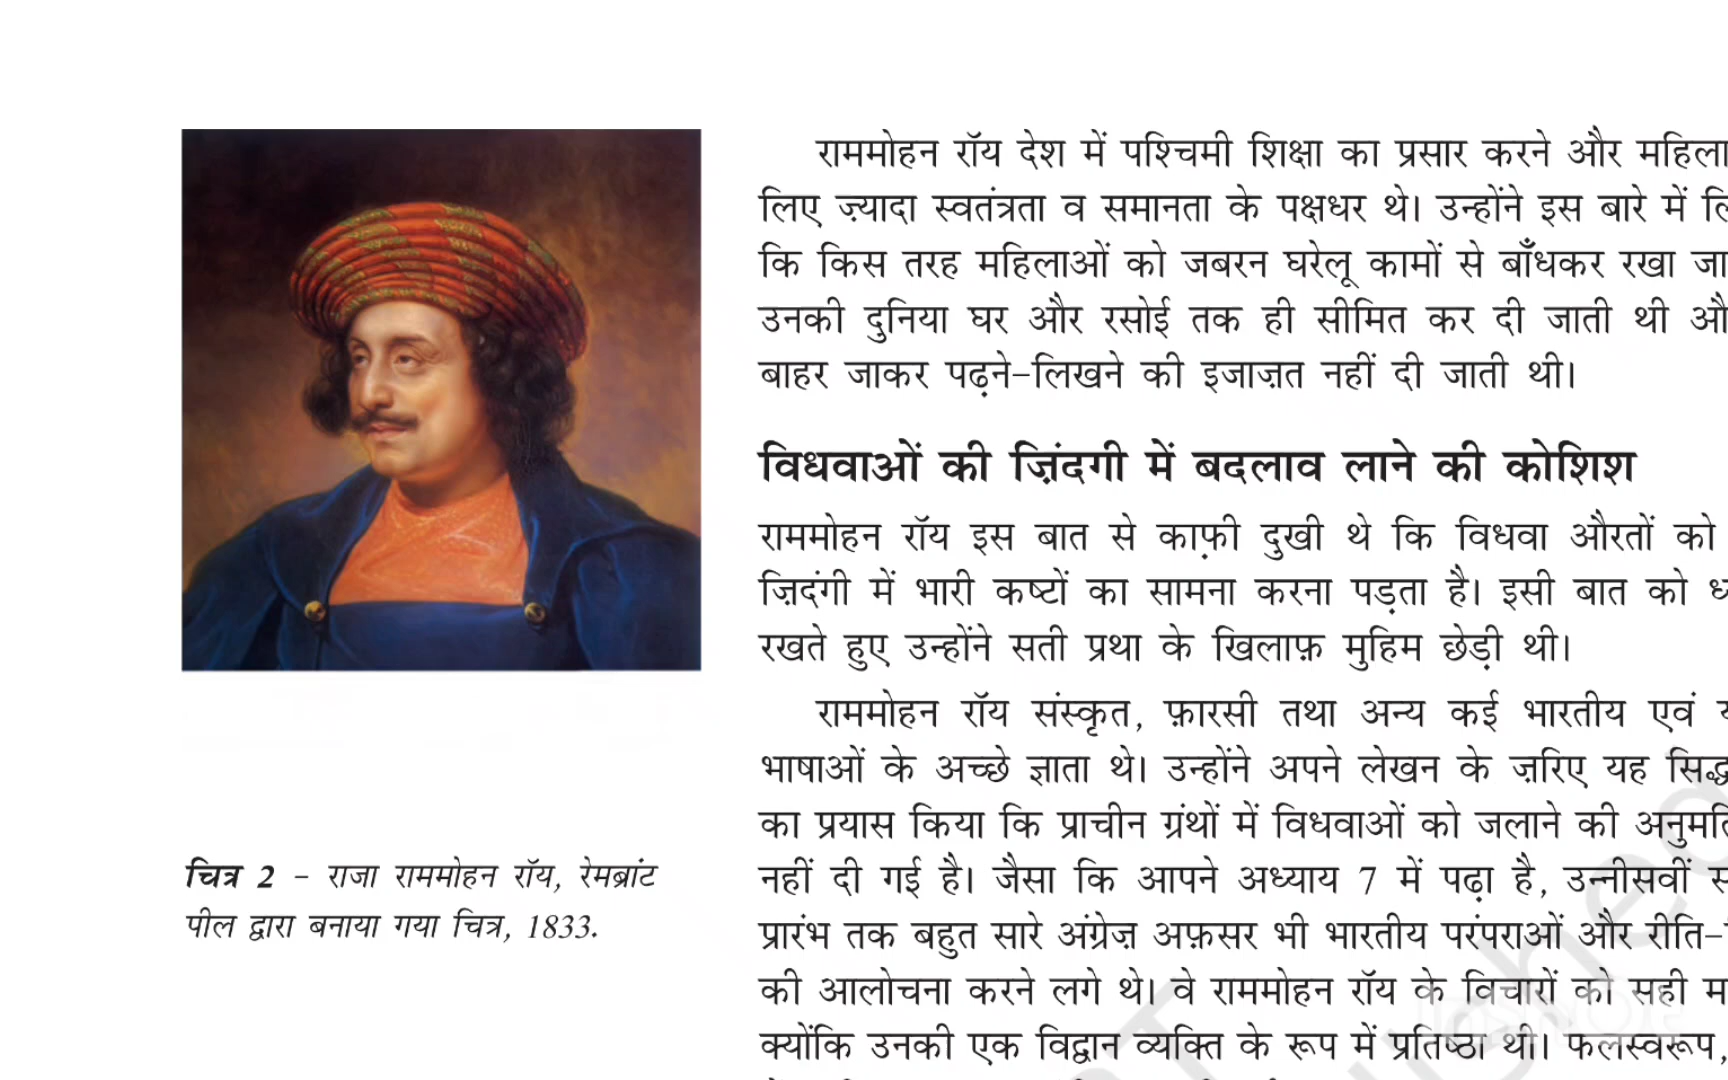 राममोहन रॉय देश में पश्चिमी शिक्षा का प्रसार करने और
लिए ज़्यादा स्वतंत्रता व समानता के पक्षधर थे। उन्होंने इस बारे में
कि किस तरह महिलाओं को जबरन घरेलू कामों से बाँधकर रखा
उनकी दुनिया घर और रसोई तक ही सीमित कर दी जाती थी
बाहर जाकर पढ़ने-लिखने की इजाज़त नहीं दी जाती थी।
विधवाओं की ज़िंदगी में बदलाव लाने की कोशिश
राममोहन रॉय इस बात से काफ़ी दुखी थे कि विधवा औरतों को
ज़िदंगी में भारी कष्टों का सामना करना पड़ता है। इसी बात को
रखते हुए उन्होंने सती प्रथा के खिलाफ़ मुहिम छेड़ी थी।
राममोहन रॉय संस्कृत, फ़ारसी तथा अन्य कई भारतीय एवं
भाषाओं के अच्छे ज्ञाता थे। उन्होंने अपने लेखन के ज़रिए यह सिद्ध
का प्रयास किया कि प्राचीन ग्रंथों में विधवाओं को जलाने की
नहीं दी गई है। जैसा कि आपने अध्याय 7 में पढ़ा है, उन्नीसवीं
प्रारंभ तक बहुत सारे अंग्रेज़ अफ़सर भी भारतीय परंपराओं और रीति-
की आलोचना करने लगे थे। वे राममोहन रॉय के विचारों को सही
क्योंकि उनकी एक विद्वान व्यक्ति के रूप में प्रतिष्ठा थी। फलस्वरूप,
चित्र 2 – राजा राममोहन रॉय, रेमब्रांट
पील द्वारा बनाया गया चित्र, 1833.